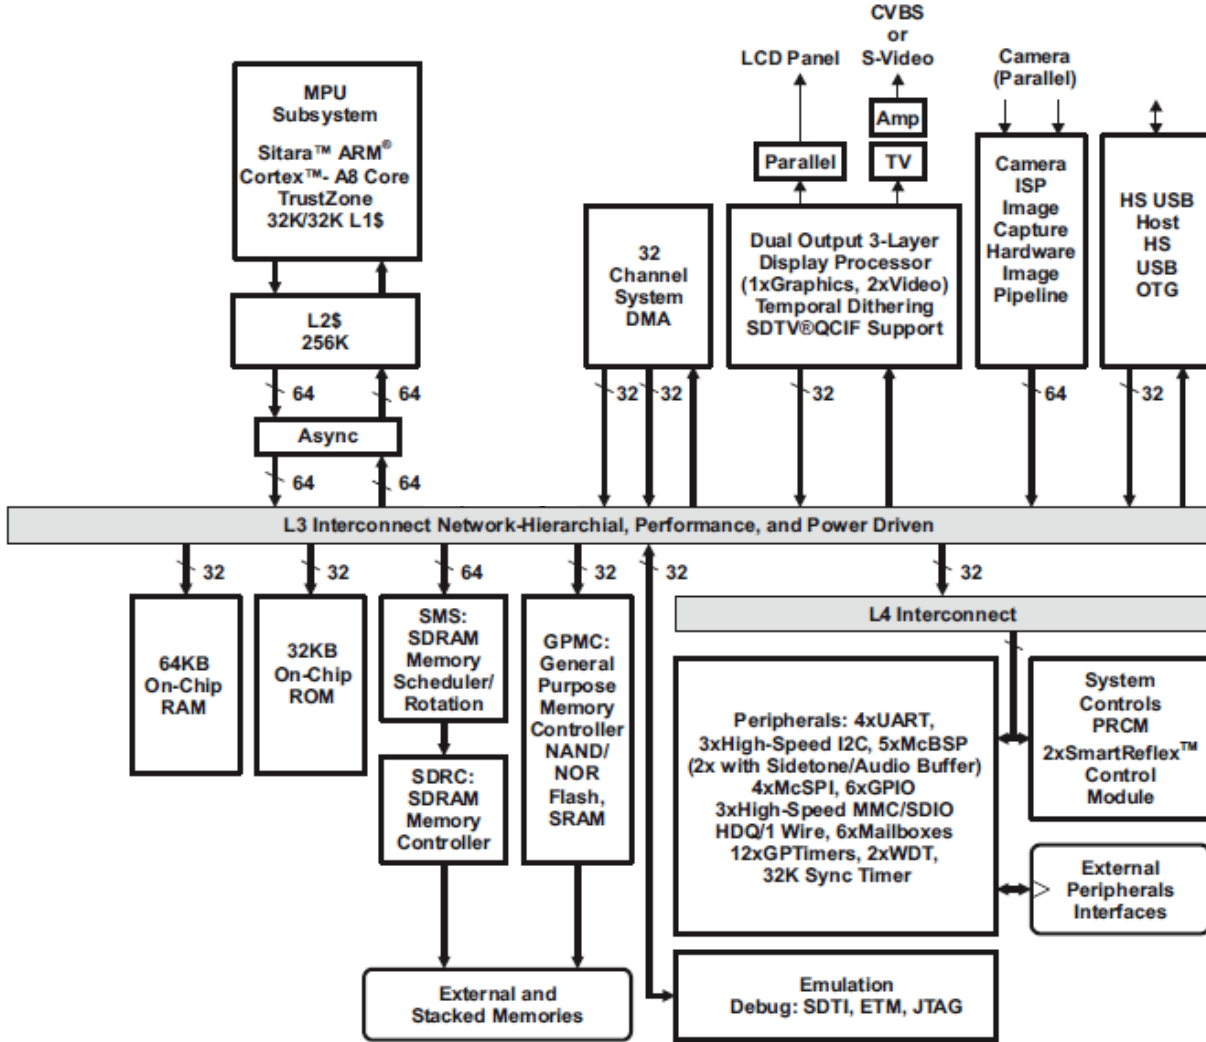 MPU
Subsystem
Sitara™ ARM®
Cortex™- A8 Core
TrustZone
32K/32K L1$
L2$
256K
64
64
Async
64
64
32
Channel
System
DMA
32
32
LCD Panel
CVBS
or
S-Video
Amp
Parallel
TV
Dual Output 3-Layer
Display Processor
(1xGraphics, 2xVideo)
Temporal Dithering
SDTV®QCIF Support
32
Camera
(Parallel)
Camera
ISP
Image
Capture
Hardware
Image
Pipeline
64
HS USB
Host
HS
USB
OTG
32
L3 Interconnect Network-Hierarchial, Performance, and Power Driven
32
32
64
32
32
32
64KB
On-Chip
RAM
32KB
On-Chip
ROM
SMS:
SDRAM
Memory
Scheduler/
Rotation
SDRC:
SDRAM
Memory
Controller
GPMC:
General
Purpose
Memory
Controller
NAND/
NOR
Flash,
SRAM
External and
Stacked Memories
L4 Interconnect
Peripherals: 4xUART,
3xHigh-Speed I2C, 5xMcBSP
(2x with Sidetone/Audio Buffer)
4xMcSPI, 6xGPIO
3xHigh-Speed MMC/SDIO
HDQ/1 Wire, 6xMailboxes
12xGPTimers, 2xWDT,
32K Sync Timer
System
Controls
PRCM
2xSmartReflex™
Control
Module
External
Peripherals
Interfaces
Emulation
Debug: SDTI, ETM, JTAG